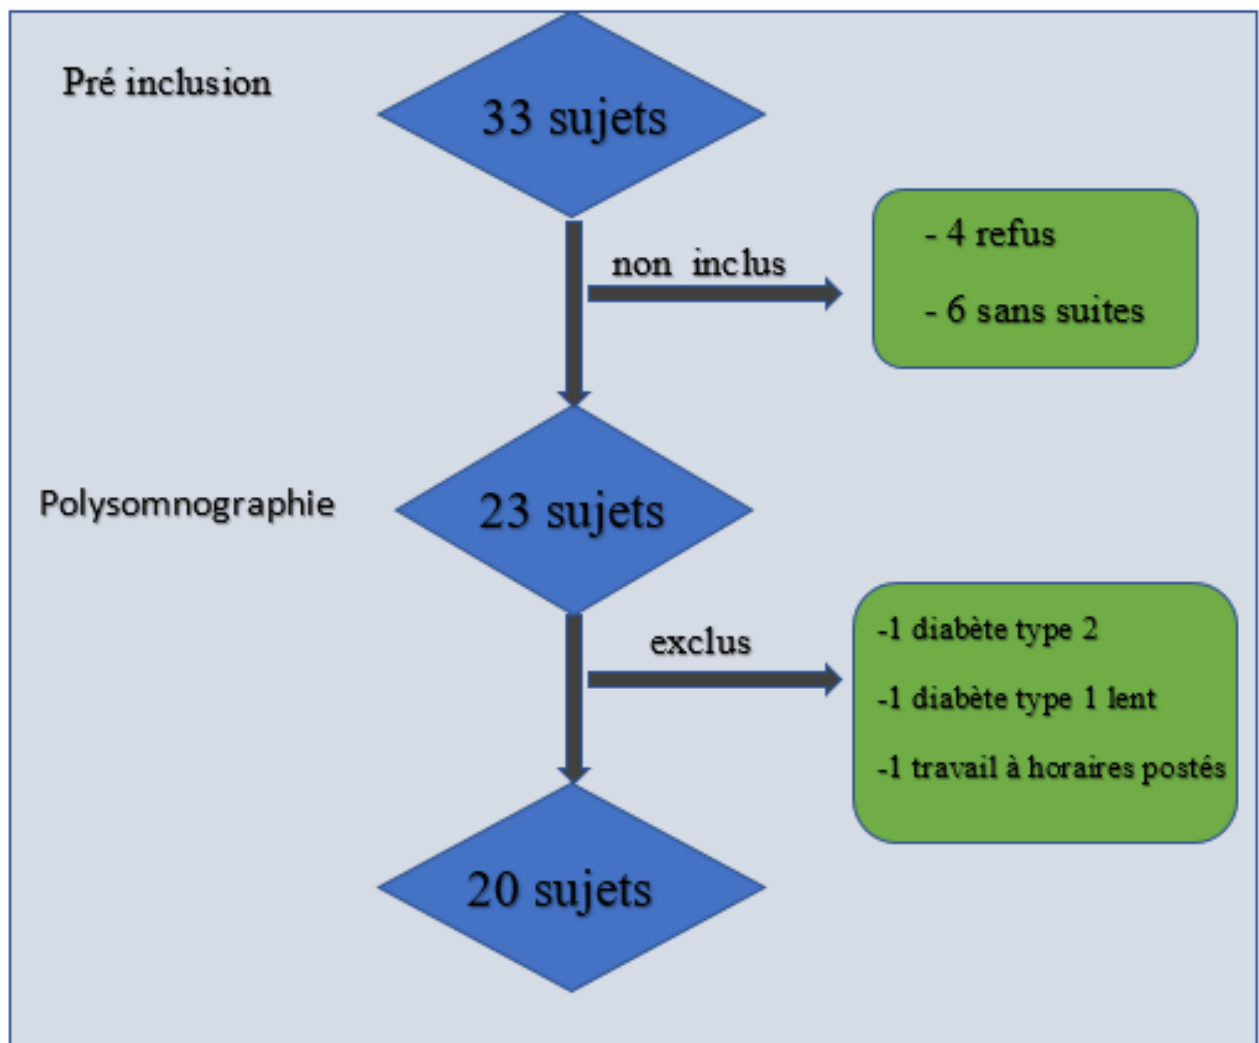 Pré inclusion
33 sujets
non inclus
- 4 refus
- 6 sans suites
Polysomnographie
23 sujets
exclus
-1 diabète type 2
-1 diabète type 1 lent
-1 travail à horaires postés
20 sujets